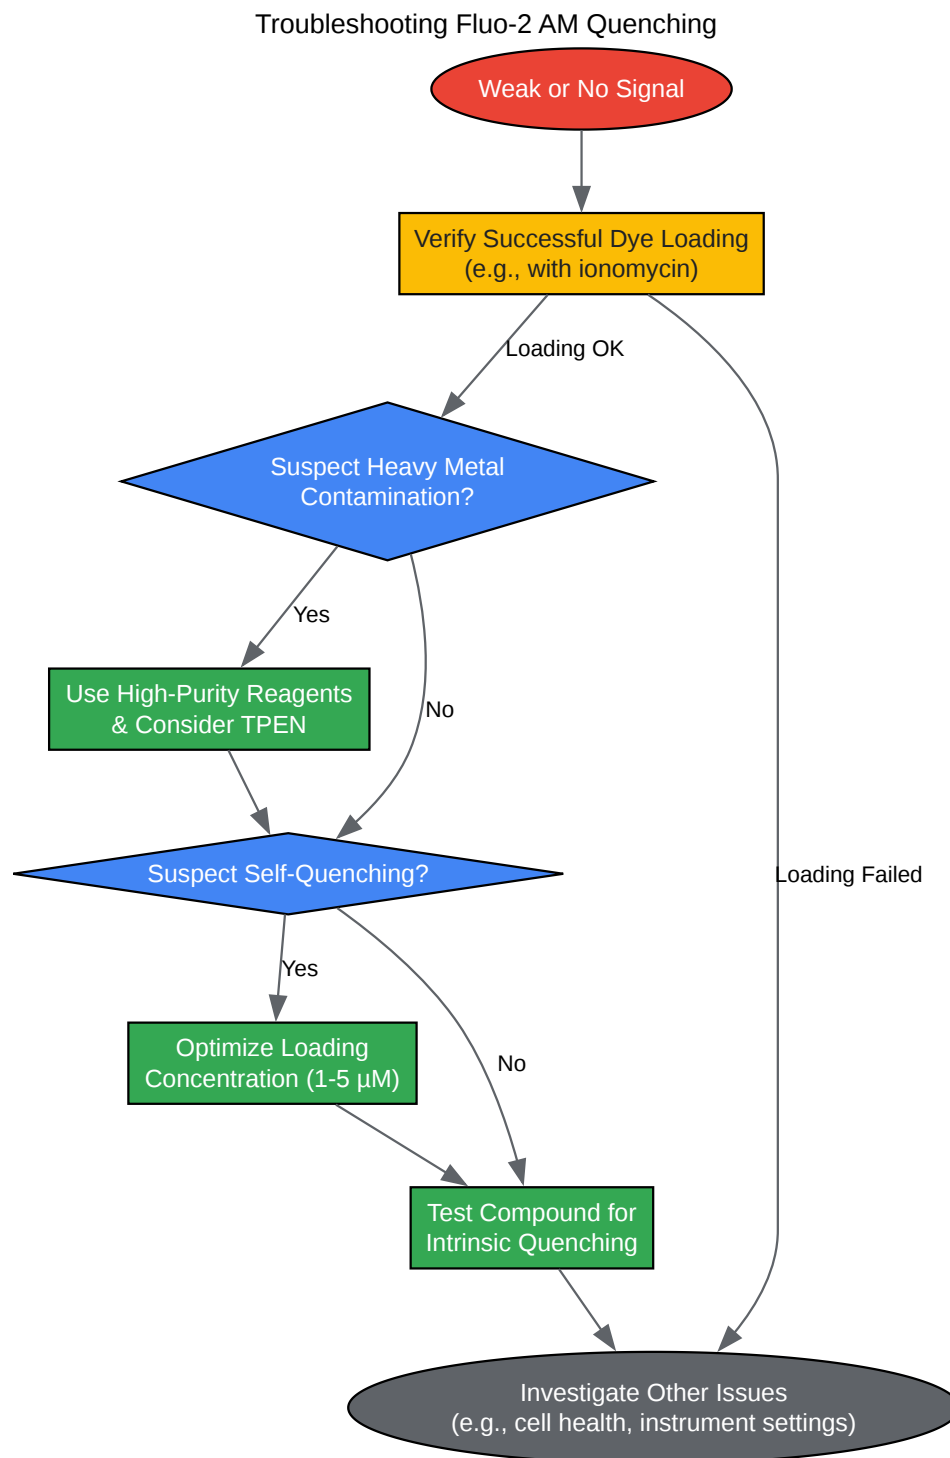 Troubleshooting Fluo-2 AM Quenching
Weak or No Signal
Verify Successful Dye Loading
(e.g., with ionomycin)
Loading OK
Suspect Heavy Metal
Contamination?
Yes
Use High-Purity Reagents
& Consider TPEN
No
Suspect Self-Quenching?
Loading Failed
Yes
Optimize Loading
Concentration (1-5 µM)
No
Test Compound for
Intrinsic Quenching
Investigate Other Issues
(e.g., cell health, instrument settings)